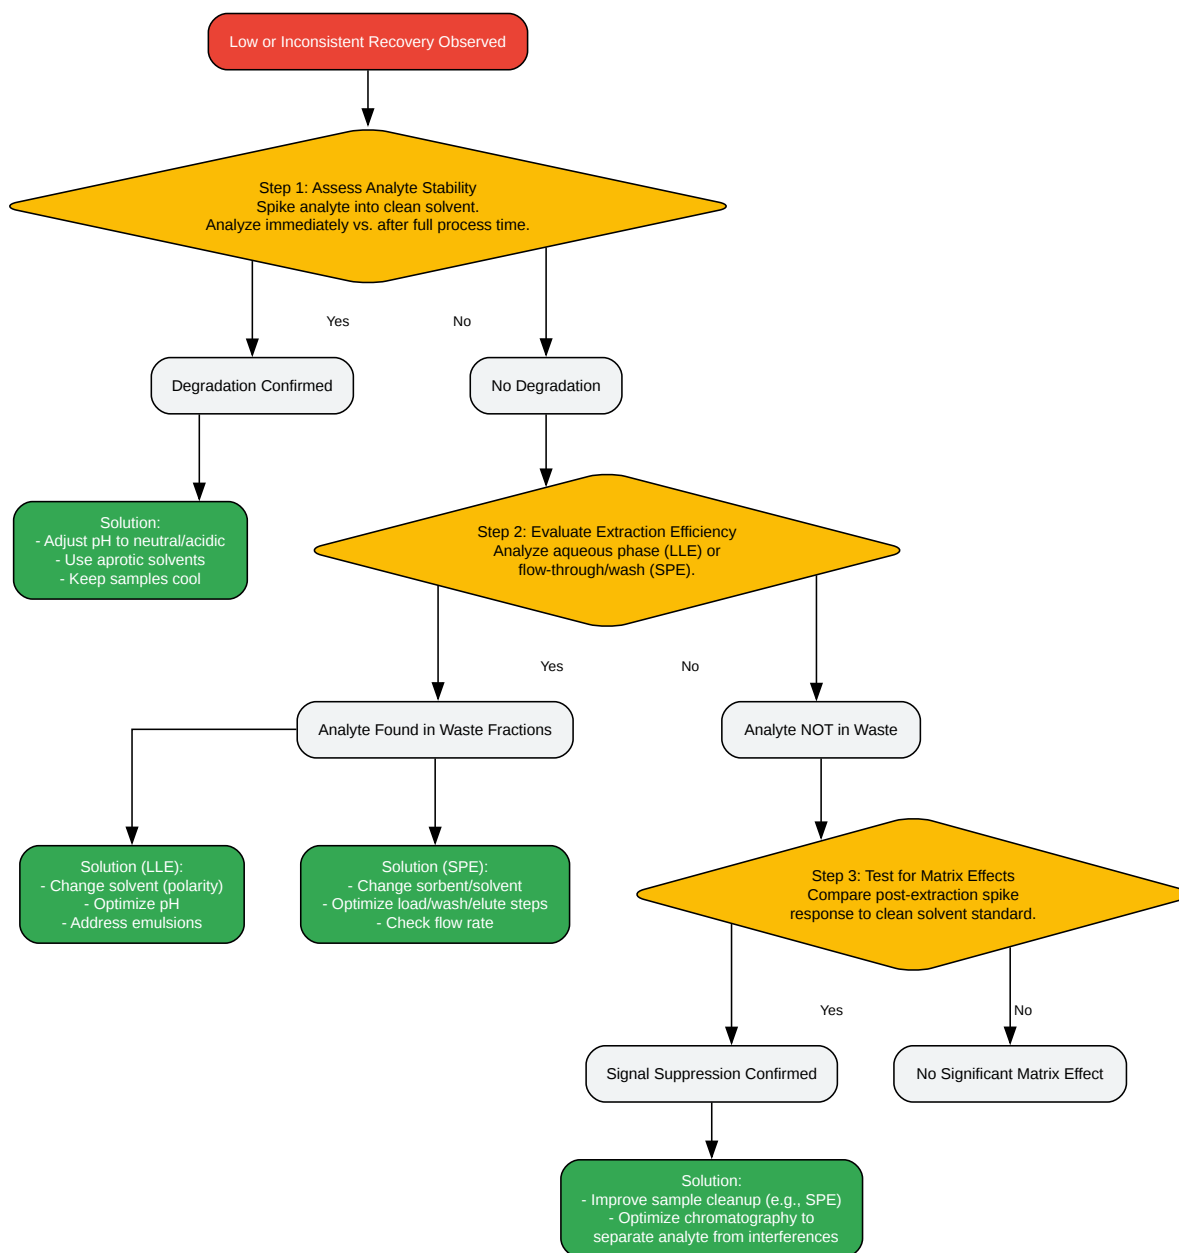 Low or Inconsistent Recovery Observed
Step 1: Assess Analyte Stability
Spike analyte into clean solvent.
Analyze immediately vs. after full process time.
Yes
No
Degradation Confirmed
No Degradation
Solution:
- Adjust pH to neutral/acidic
- Use aprotic solvents
- Keep samples cool
Step 2: Evaluate Extraction Efficiency
Analyze aqueous phase (LLE) or
flow-through/wash (SPE).
Yes
No
Analyte Found in Waste Fractions
Analyte NOT in Waste
Solution (LLE):
- Change solvent (polarity)
- Optimize pH
- Address emulsions
Solution (SPE):
- Change sorbent/solvent
- Optimize load/wash/elute steps
- Check flow rate
Step 3: Test for Matrix Effects
Compare post-extraction spike
response to clean solvent standard.
Yes
No
Signal Suppression Confirmed
No Significant Matrix Effect
Solution:
- Improve sample cleanup (e.g., SPE)
- Optimize chromatography to
separate analyte from interferences